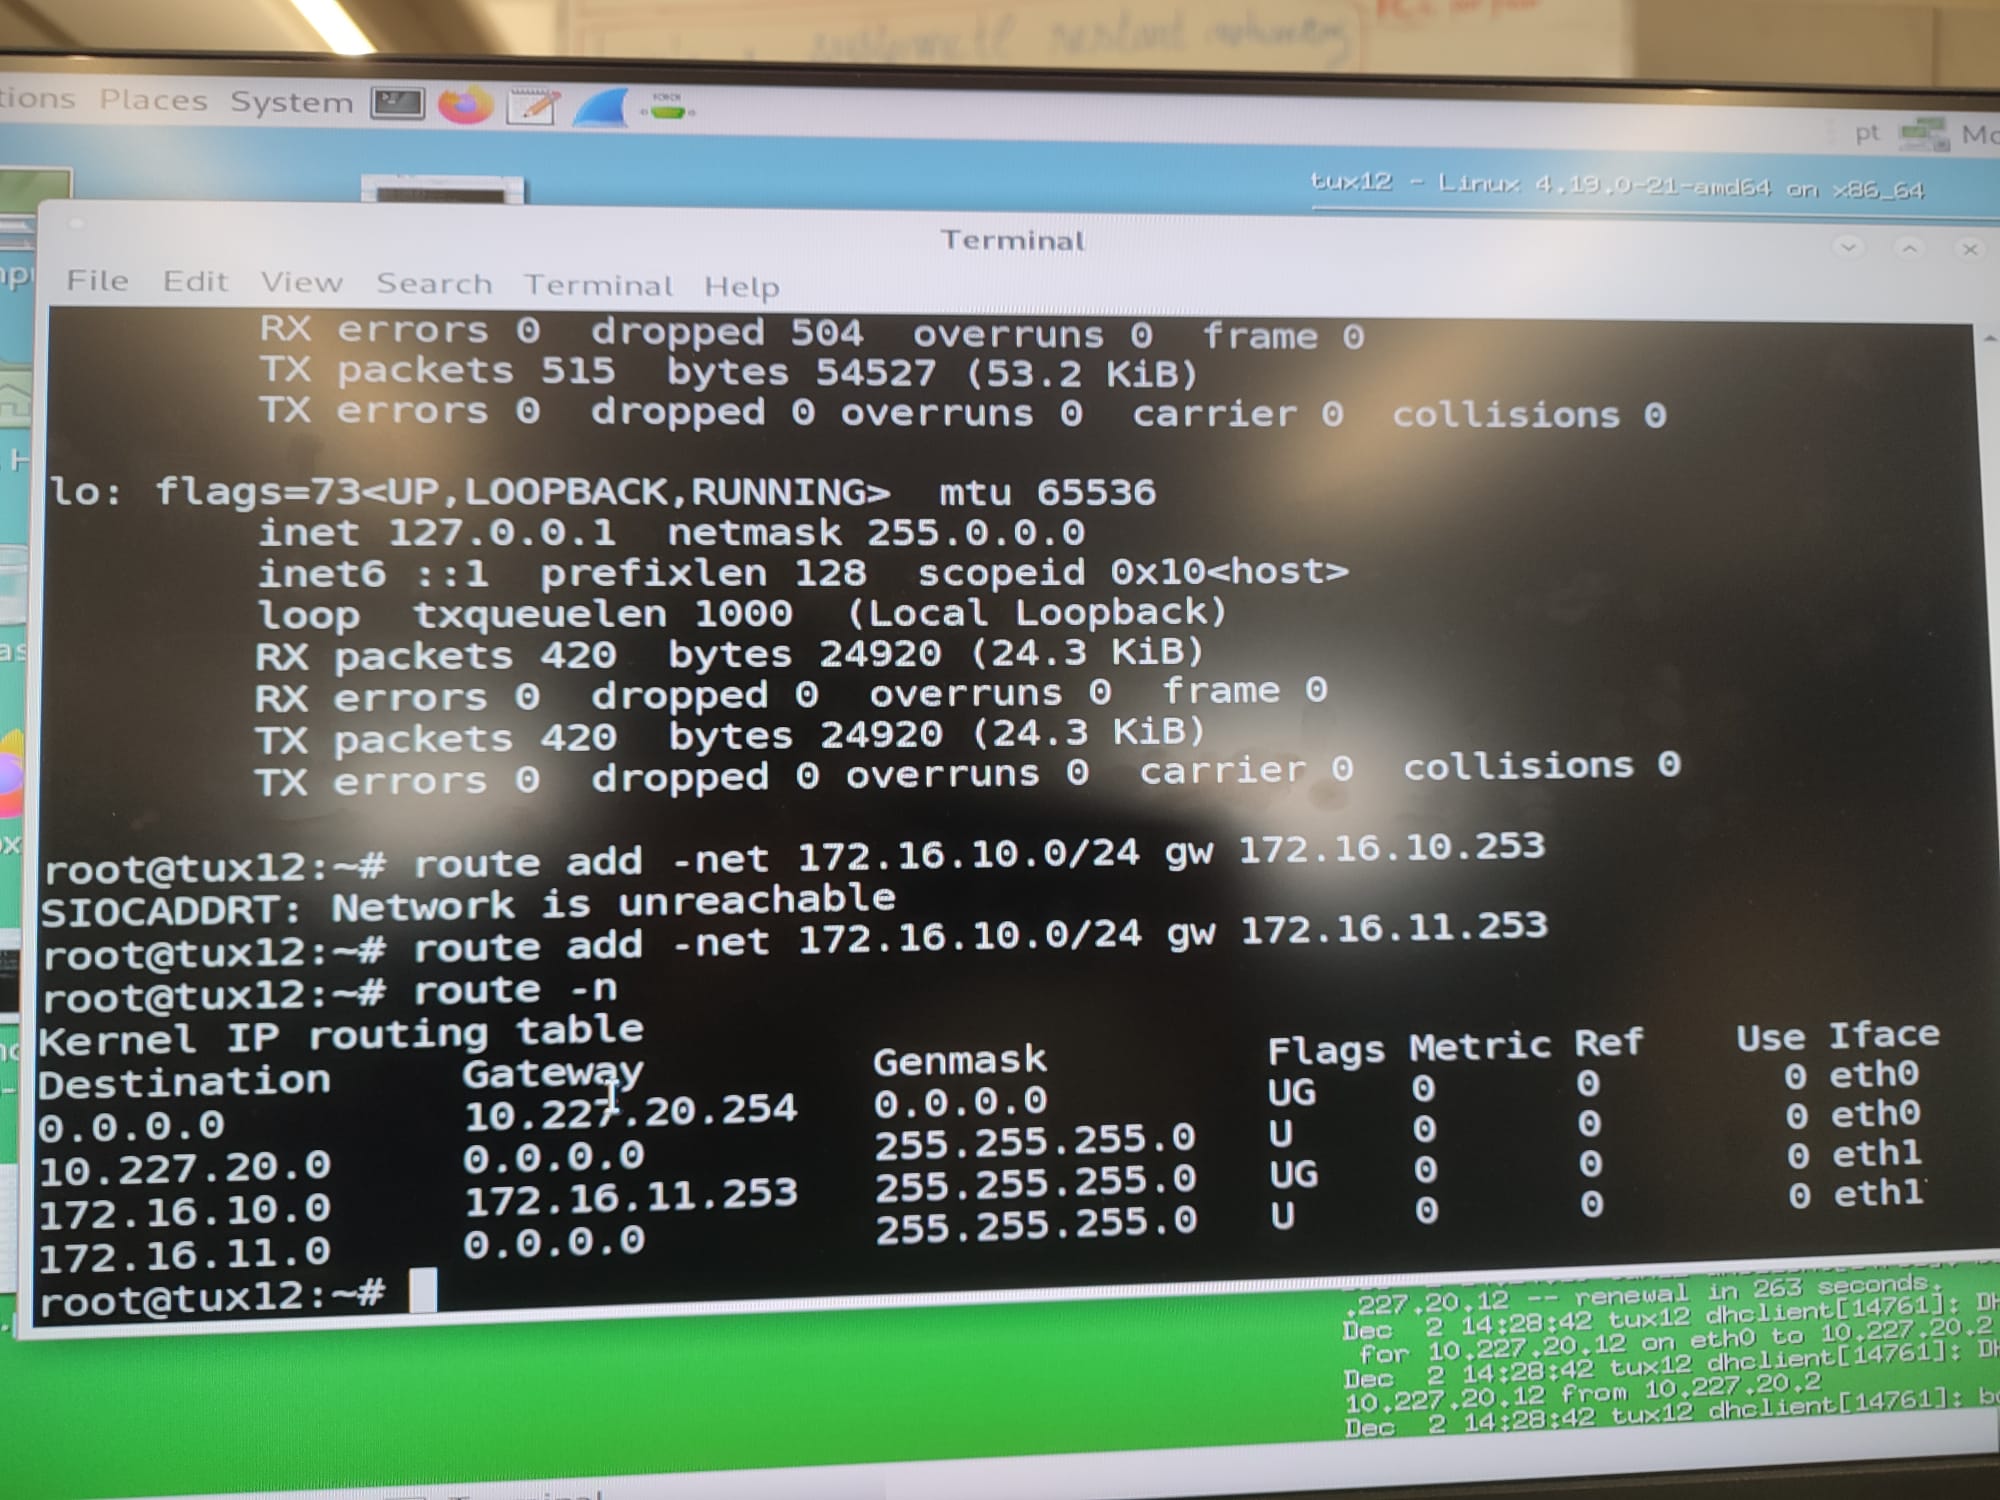 restart
tions Places System
pt
tux12 - Linux 4.19.0-21-amd64 on x86_64
Terminal
File Edit View Search Terminal Help
RX errors 0 dropped 504 overruns 0 frame 0
TX packets 515 bytes 54527 (53.2 KiB)
TX errors 0 dropped 0 overruns 0 carrier 0 collisions 0
lo: flags=73<UP,LOOPBACK,RUNNING> mtu 65536
inet 127.0.0.1 netmask 255.0.0.0
inet6 ::1 prefixlen 128 scopeid 0x10<host>
loop txqueuelen 1000 (Local Loopback)
RX packets 420 bytes 24920 (24.3 KiB)
RX errors 0 dropped 0 overruns 0 frame 0
TX packets 420 bytes 24920 (24.3 KiB)
TX errors 0 dropped 0 overruns 0 carrier 0 collisions 0
root@tux12:~# route add -net 172.16.10.0/24 gw 172.16.10.253
SIOCADDRT: Network is unreachable
root@tux12:~# route add -net 172.16.10.0/24 gw 172.16.11.253
root@tux12:~# route -n
Kernel IP routing table
Destination Gateway Genmask Flags Metric Ref Use Iface
0.0.0.0 10.227.20.254 0.0.0.0 UG 0 0 0 eth0
10.227.20.0 0.0.0.0 255.255.255.0 U 0 0 0 eth0
172.16.10.0 172.16.11.253 255.255.255.0 UG 0 0 0 eth1
172.16.11.0 0.0.0.0 255.255.255.0 U 0 0 0 eth1
root@tux12:~#
.227.20.12 -- renewal in 263 seconds.
Dec 2 14:28:42 tux12 dhclient[14761]: DH
for 10.227.20.12 on eth0 to 10.227.20.2
Dec 2 14:28:42 tux12 dhclient[14761]: DH
10.227.20.12 from 10.227.20.2
Dec 2 14:28:42 tux12 dhclient[14761]: bo